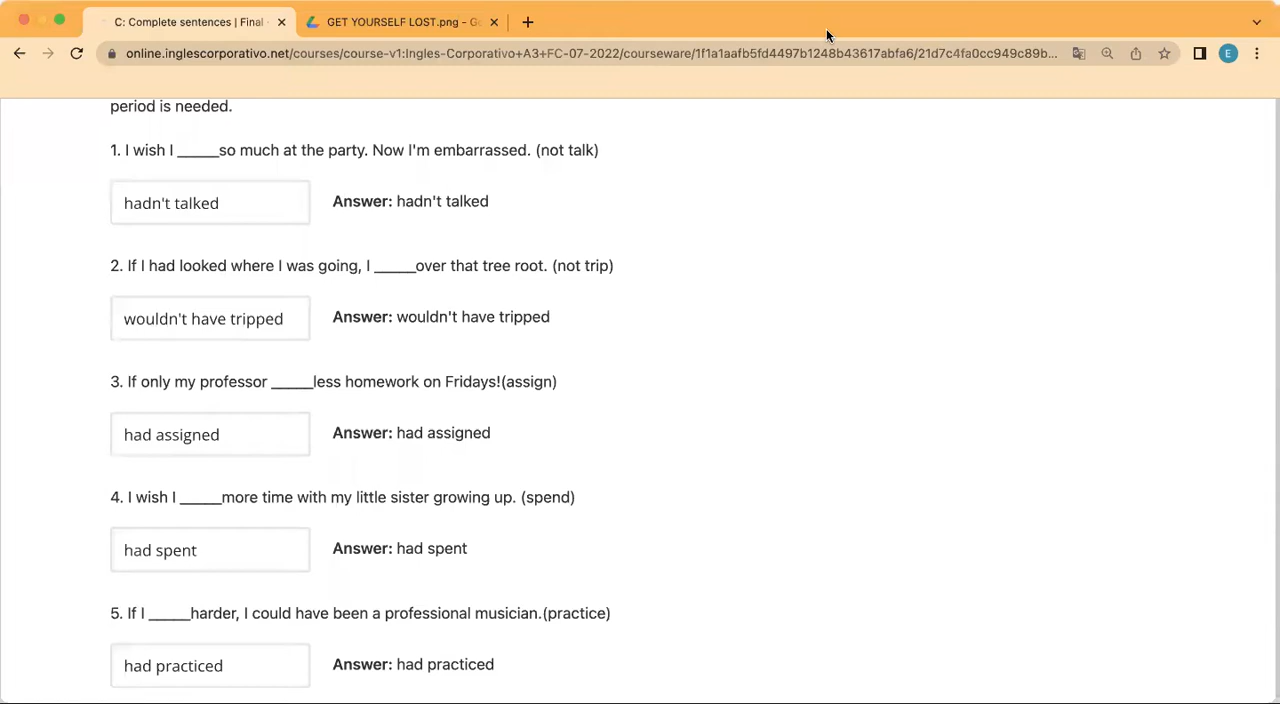 C: Complete sentences | Final
GET YOURSELF LOST.png - Go
online.inglescorporativo.net/courses/course-v1:Ingles-Corporativo+A3+FC-07-2022/courseware/1f1a1aafb5fd4497b1248b43617abfa6/21d7c4fa0cc949c89b...
E
period is needed.
1. I wish I _____so much at the party. Now I'm embarrassed. (not talk)
hadn't talked
Answer: hadn't talked
2. If I had looked where I was going, I _____over that tree root. (not trip)
wouldn't have tripped
Answer: wouldn't have tripped
3. If only my professor _____less homework on Fridays!(assign)
had assigned
Answer: had assigned
4. I wish I _____more time with my little sister growing up. (spend)
had spent
Answer: had spent
5. If I _____harder, I could have been a professional musician.(practice)
had practiced
Answer: had practiced